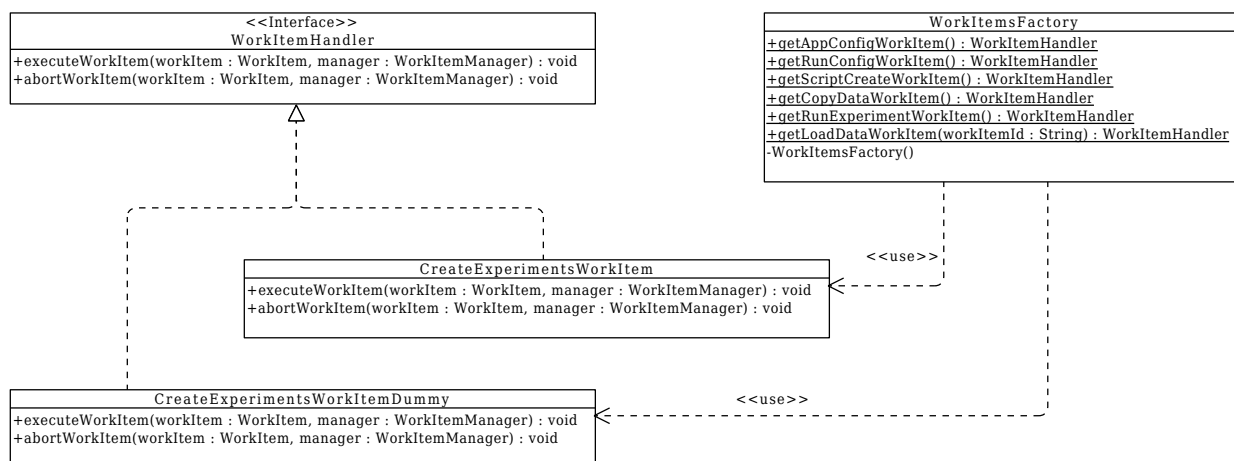 <<Interface>>
WorkItemHandler
+executeWorkItem(workItem : WorkItem, manager : WorkItemManager) : void
+abortWorkItem(workItem : WorkItem, manager : WorkItemManager) : void
WorkItemsFactory
+getAppConfigWorkItem() : WorkItemHandler
+getRunConfigWorkItem() : WorkItemHandler
+getScriptCreateWorkItem() : WorkItemHandler
+getCopyDataWorkItem() : WorkItemHandler
+getRunExperimentWorkItem() : WorkItemHandler
+getLoadDataWorkItem(workItemId : String) : WorkItemHandler
-WorkItemsFactory()
<<use>>
CreateExperimentsWorkItem
+executeWorkItem(workItem : WorkItem, manager : WorkItemManager) : void
+abortWorkItem(workItem : WorkItem, manager : WorkItemManager) : void
<<use>>
CreateExperimentsWorkItemDummy
+executeWorkItem(workItem : WorkItem, manager : WorkItemManager) : void
+abortWorkItem(workItem : WorkItem, manager : WorkItemManager) : void